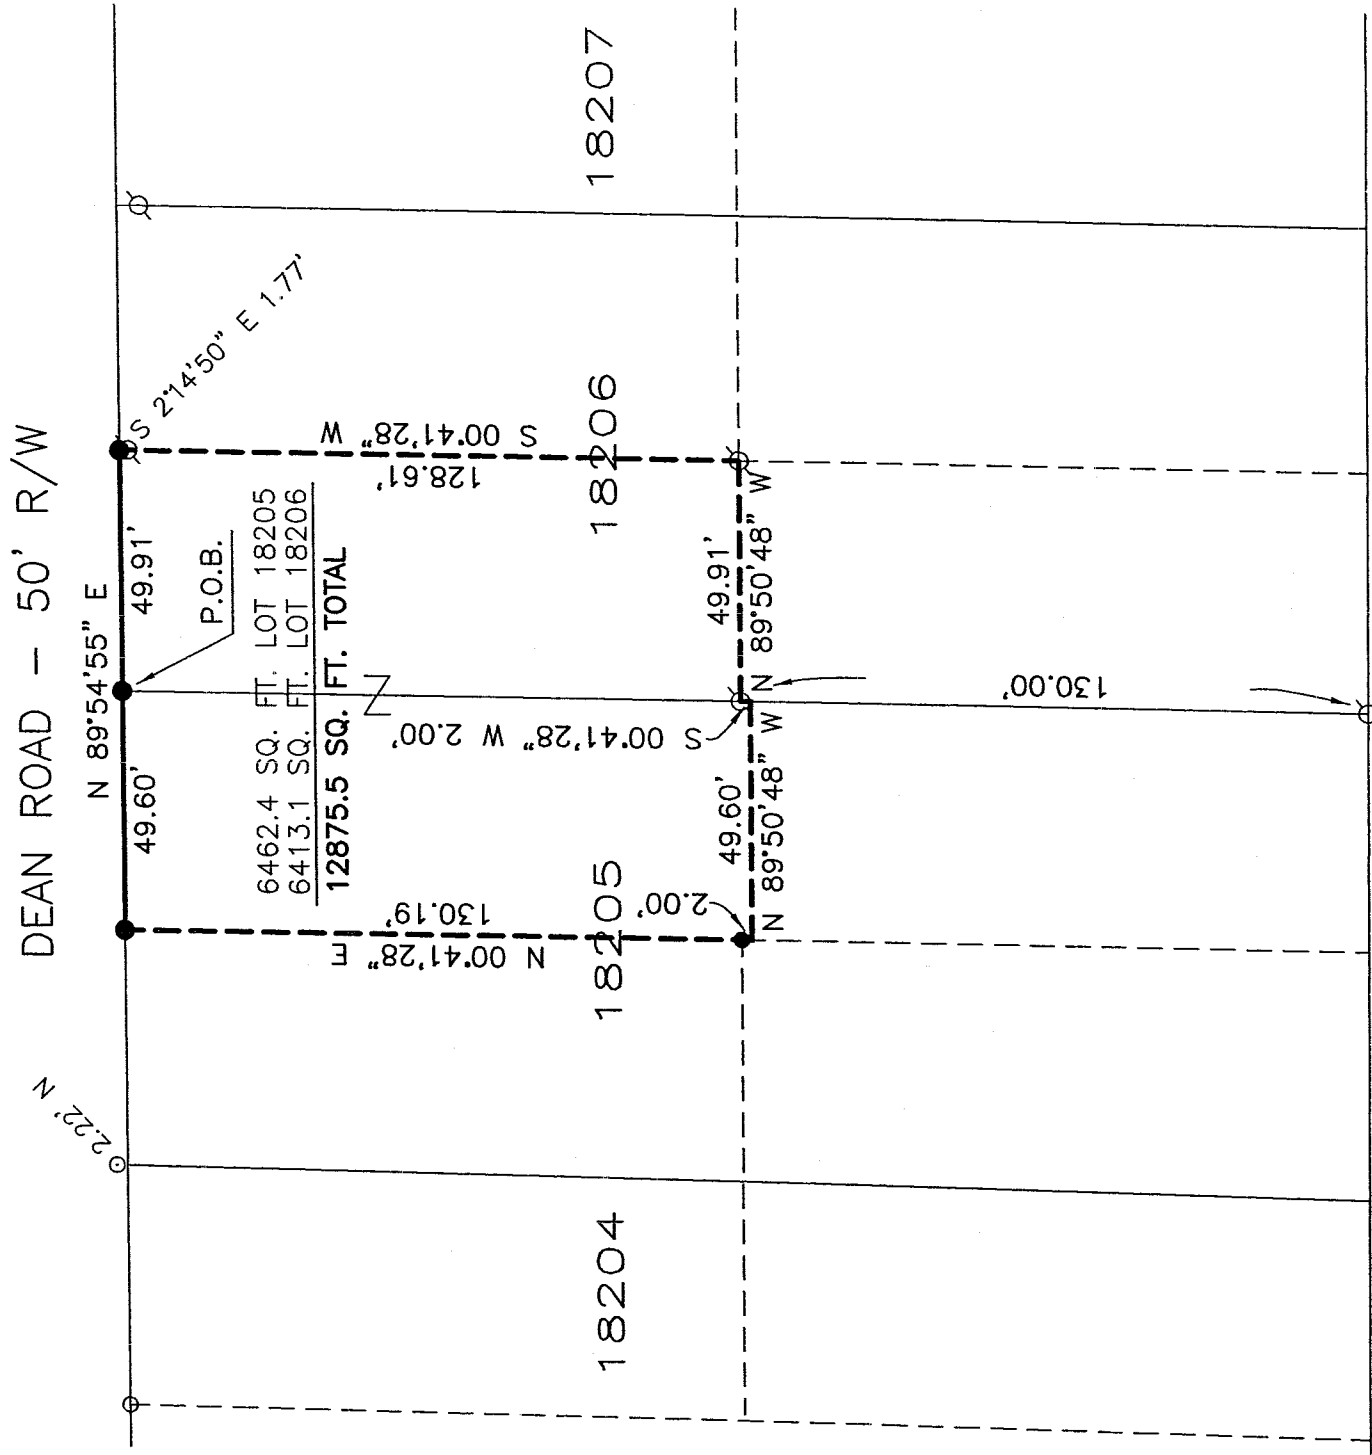 DEAN ROAD – 50' R/W
N 89°54'55" E
49.60'
49.91'
S 2°14'50" E 1.77'
2.22' N
P.O.B.
6462.4 SQ. FT. LOT 18205
6413.1 SQ. FT. LOT 18206
12875.5 SQ. FT. TOTAL
N 00°41'28" E
130.19'
S 00°41'28" W
128.61'
S 00°41'28" W 2.00'
2.00'
49.60'
N 89°50'48" W
49.91'
N 89°50'48" W
130.00'
18204
18205
18206
18207